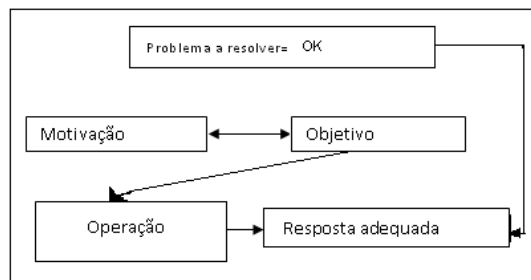 Problema a resolver= OK
Motivação
Objetivo
Operação
Resposta adequada